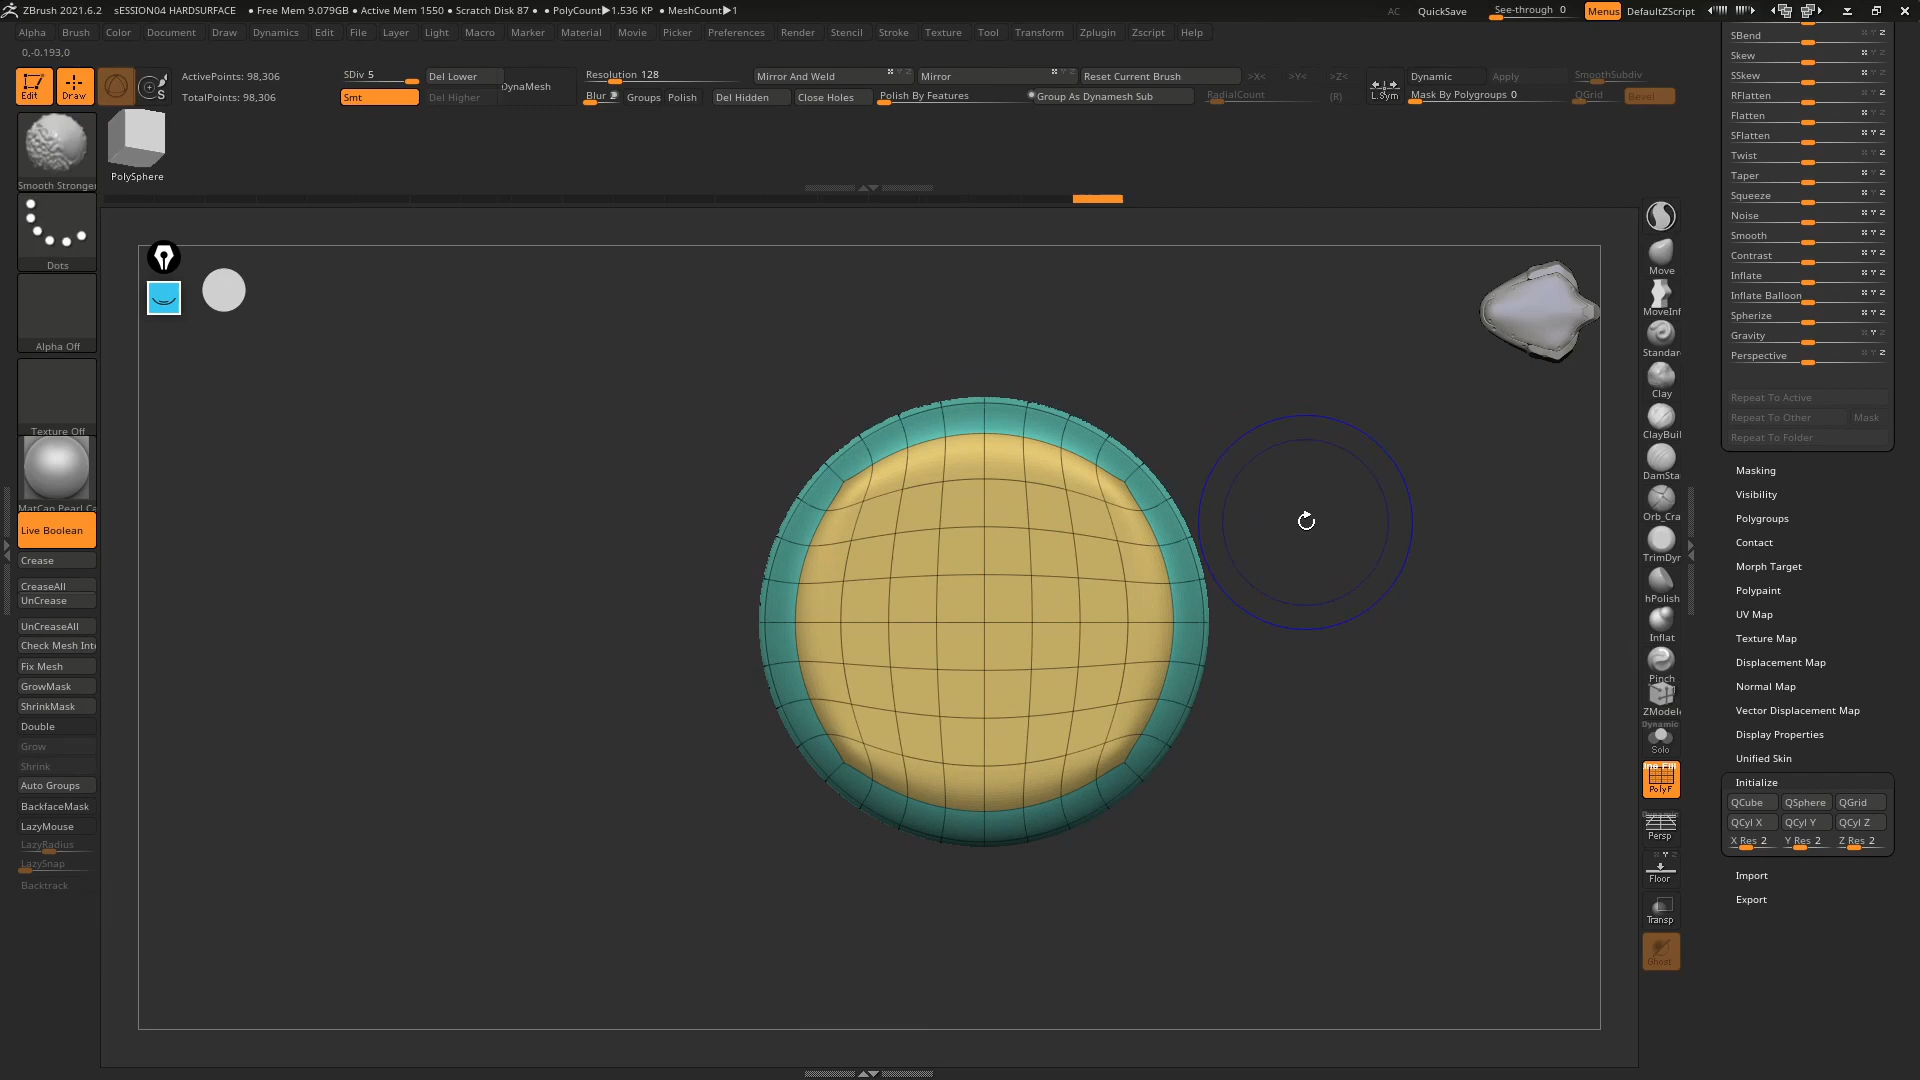 ZBrush 2021.6.2 sESSION04 HARDSURFACE • Free Mem 9.079GB • Active Mem 1550 • Scratch Disk 87 • • PolyCount▶1.536 KP • MeshCount▶1 AC QuickSave See-through 0 Menus DefaultZScript
Alpha Brush Color Document Draw Dynamics Edit File Layer Light Macro Marker Material Movie Picker Preferences Render Stencil Stroke Texture Tool Transform Zplugin Zscript Help
0,-0.193,0
Edit Draw
ActivePoints: 98,306
TotalPoints: 98,306
SDiv 5 Del Lower
Smt Del Higher
DynaMesh
Resolution 128 Mirror And Weld Mirror Reset Current Brush >X< >Y< >Z<
Blur 2 Groups Polish Del Hidden Close Holes Polish By Features Group As Dynamesh Sub RadialCount (R)
L.Sym
Dynamic Apply SmoothSubdiv
Mask By Polygroups 0 QGrid Bevel
Smooth Stronger
PolySphere
Dots
Alpha Off
Texture Off
MatCap Pearl Ca
Live Boolean
Crease
CreaseAll
UnCrease
UnCreaseAll
Check Mesh Int
Fix Mesh
GrowMask
ShrinkMask
Double
Grow
Shrink
Auto Groups
BackfaceMask
LazyMouse
LazyRadius
LazySnap
Backtrack
Move
MoveInf
Standar
Clay
ClayBuil
DamSta
Orb_Cra
TrimDyn
hPolish
Inflat
Pinch
ZModele
Dynamic
Solo
Line Fill
PolyF
Dynamic
Persp
Floor
Transp
Ghost
SBend
Skew
SSkew
RFlatten
Flatten
SFlatten
Twist
Taper
Squeeze
Noise
Smooth
Contrast
Inflate
Inflate Balloon
Spherize
Gravity
Perspective
Repeat To Active
Repeat To Other Mask
Repeat To Folder
Masking
Visibility
Polygroups
Contact
Morph Target
Polypaint
UV Map
Texture Map
Displacement Map
Normal Map
Vector Displacement Map
Display Properties
Unified Skin
Initialize
QCube QSphere QGrid
QCyl X QCyl Y QCyl Z
X Res 2 Y Res 2 Z Res 2
Import
Export